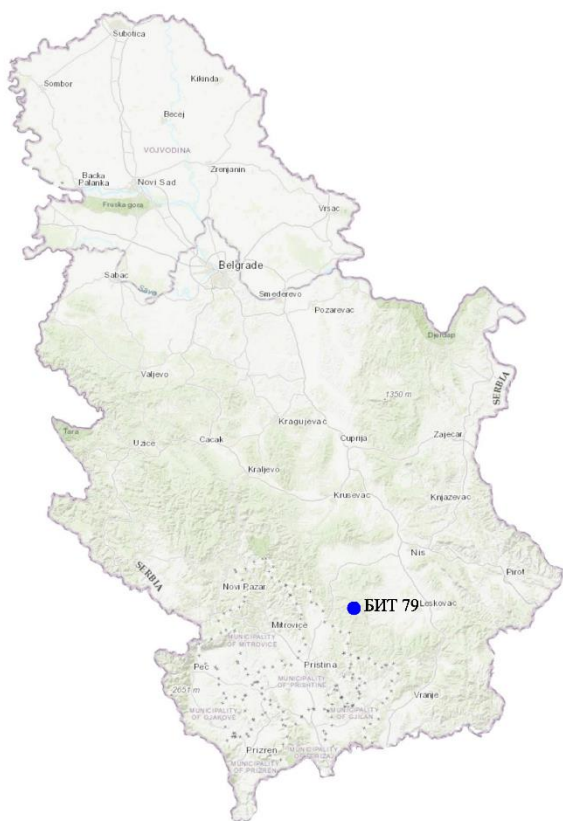 Subotica
Sombor
Kikinda
Becej
VOJVODINA
Backa
Palanka
Novi Sad
Zrenjanin
Fruska gora
Vrsac
Belgrade
Sabac
Sava
Smederevo
Pozarevac
Djerdap
SERBIA
Valjevo
1350 m
Kragujevac
Tara
Uzice
Cacak
Cuprija
Zajecar
Kraljevo
Krusevac
Knjazevac
Nis
Pirot
SERBIA
Novi Pazar
БИТ 79
Leskovac
Mitrovice
MUNICIPALITY
OF MITROVICE
Pec
Pristina
2651 m
MUNICIPALITY
OF PRISHTINE
Vranje
MUNICIPALITY
OF GJAKOVE
MUNICIPALITY
OF GJILAN
Prizren
MUNICIPALITY
MUNICIPALITY
OF PRIZREN